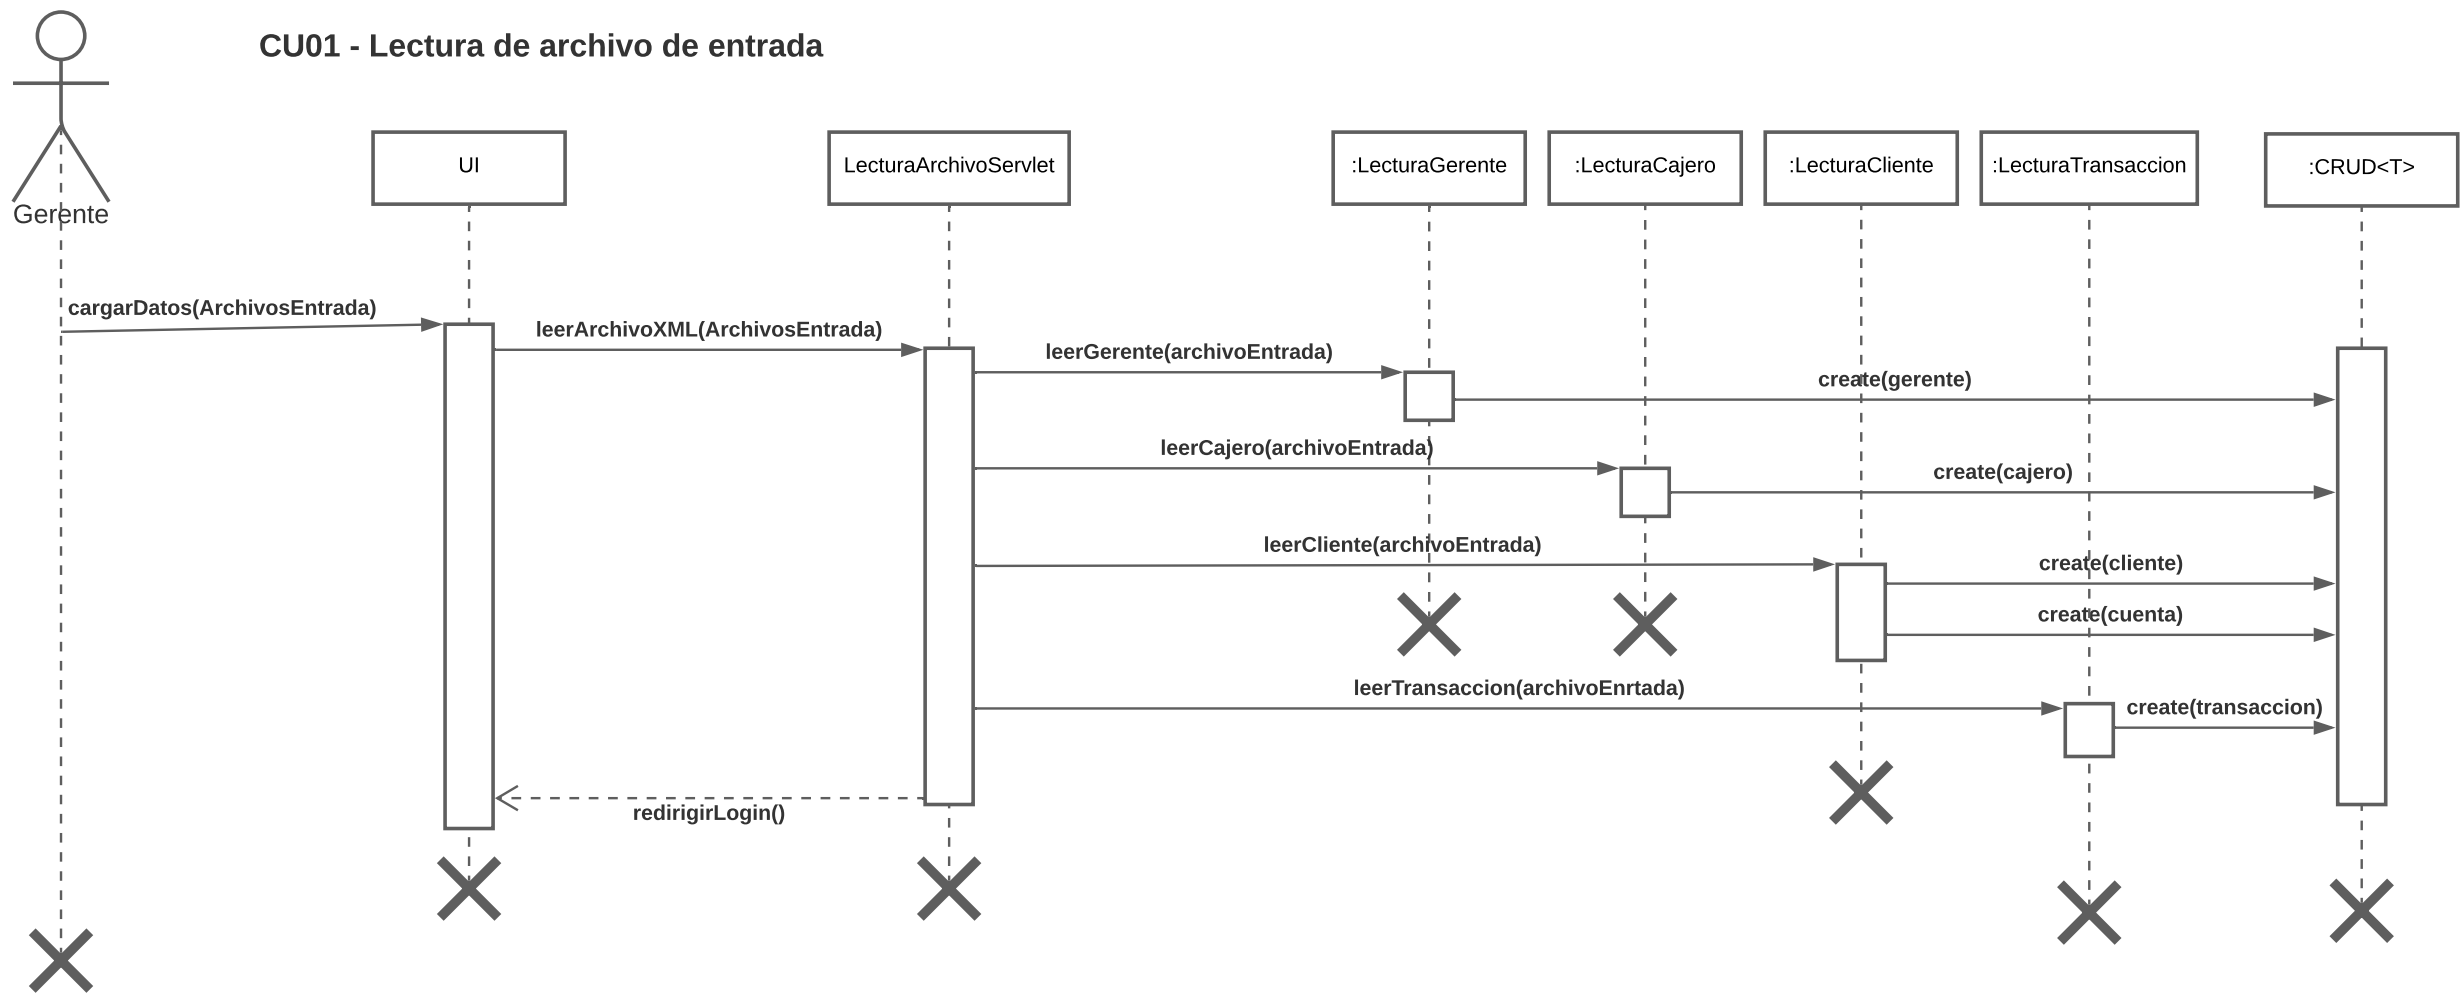 CU01 - Lectura de archivo de entrada
Gerente
UI
LecturaArchivoServlet
:LecturaGerente
:LecturaCajero
:LecturaCliente
:LecturaTransaccion
:CRUD<T>
cargarDatos(ArchivosEntrada)
leerArchivoXML(ArchivosEntrada)
leerGerente(archivoEntrada)
create(gerente)
leerCajero(archivoEntrada)
create(cajero)
leerCliente(archivoEntrada)
create(cliente)
create(cuenta)
leerTransaccion(archivoEnrtada)
create(transaccion)
redirigirLogin()